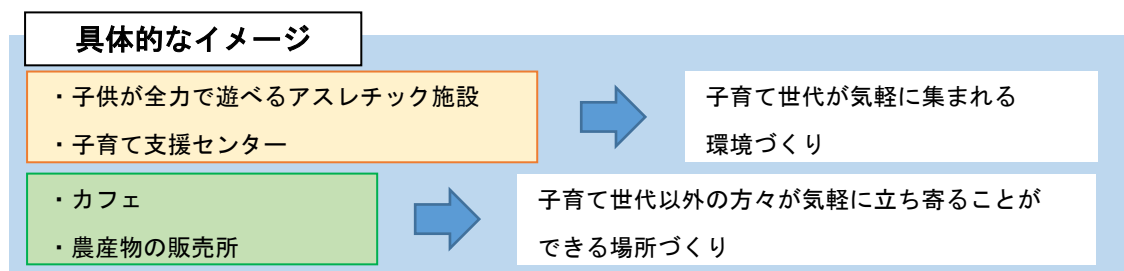 具体的なイメージ
・子供が全力で遊べるアスレチック施設
・子育て支援センター
子育て世代が気軽に集まれる
環境づくり
・カフェ
・農産物の販売所
子育て世代以外の方々が気軽に立ち寄ることが
できる場所づくり